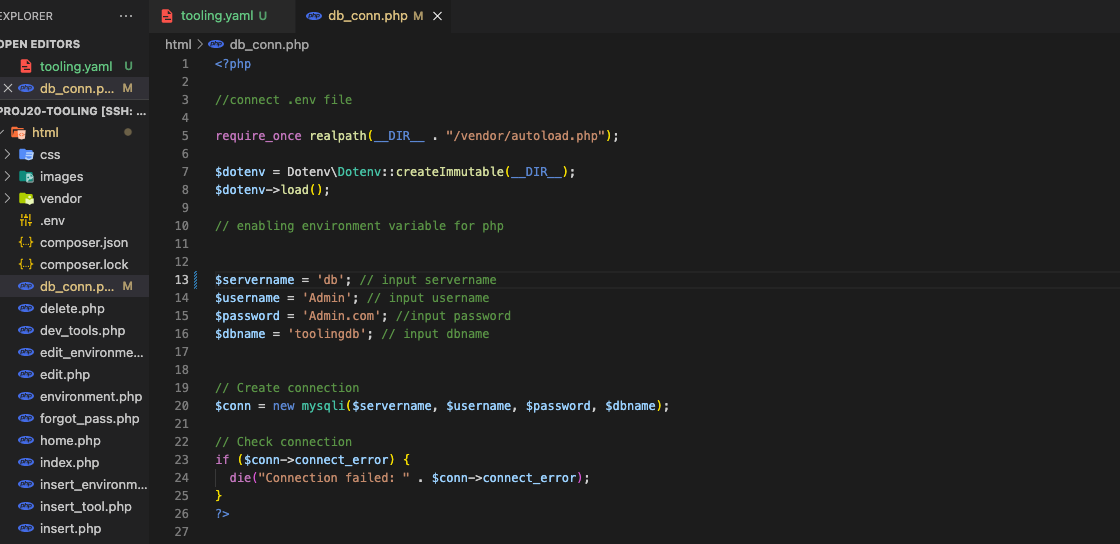 EXPLORER ...
tooling.yaml U
db_conn.php M
OPEN EDITORS
tooling.yaml U
db_conn.p... M
PROJ20-TOOLING [SSH: ...
html
css
images
vendor
.env
composer.json
composer.lock
db_conn.p... M
delete.php
dev_tools.php
edit_environme...
edit.php
environment.php
forgot_pass.php
home.php
index.php
insert_environm...
insert_tool.php
insert.php
html > db_conn.php
1 <?php
2
3 //connect .env file
4
5 require_once realpath(__DIR__ . "/vendor/autoload.php");
6
7 $dotenv = Dotenv\Dotenv::createImmutable(__DIR__);
8 $dotenv->load();
9
10 // enabling environment variable for php
11
12
13 $servername = 'db'; // input servername
14 $username = 'Admin'; // input username
15 $password = 'Admin.com'; //input password
16 $dbname = 'toolingdb'; // input dbname
17
18
19 // Create connection
20 $conn = new mysqli($servername, $username, $password, $dbname);
21
22 // Check connection
23 if ($conn->connect_error) {
24 die("Connection failed: " . $conn->connect_error);
25 }
26 ?>
27